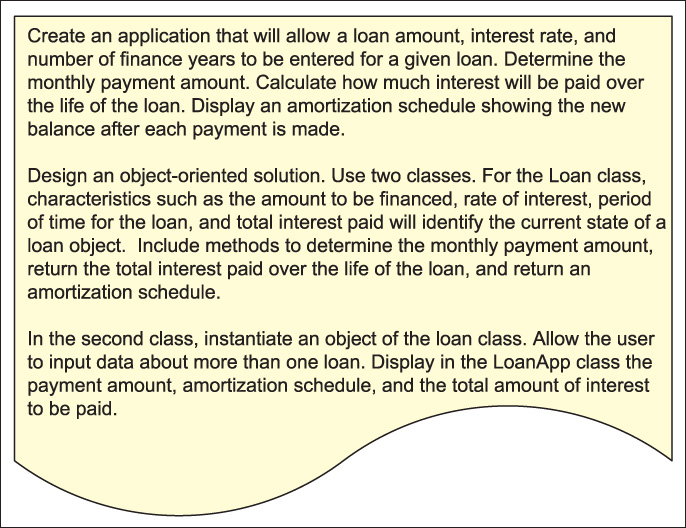 Create an application that will allow a loan amount, interest rate, and
number of finance years to be entered for a given loan. Determine the
monthly payment amount. Calculate how much interest will be paid over
the life of the loan. Display an amortization schedule showing the new
balance after each payment is made.
Design an object-oriented solution. Use two classes. For the Loan class,
characteristics such as the amount to be financed, rate of interest, period
of time for the loan, and total interest paid will identify the current state of a
loan object.  Include methods to determine the monthly payment amount,
return the total interest paid over the life of the loan, and return an
amortization schedule.
In the second class, instantiate an object of the loan class. Allow the user
to input data about more than one loan. Display in the LoanApp class the
payment amount, amortization schedule, and the total amount of interest
to be paid.